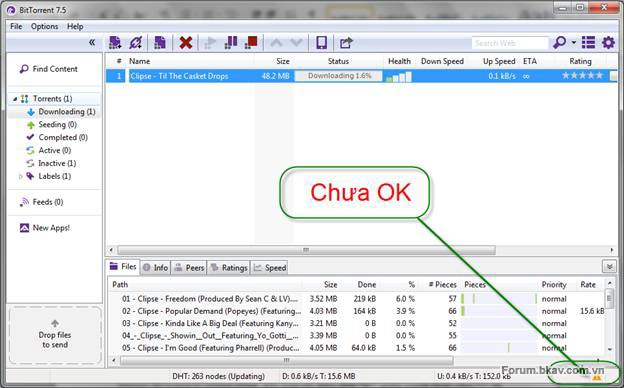 BitTorrent 7.5
File Options Help
Search Web
Find Content
Torrents (1)
Downloading (1)
Seeding (0)
Completed (0)
Active (0)
Inactive (1)
Labels (1)
Feeds (0)
New Apps!
Drop files
to send
# Name Size Status Health Down Speed Up Speed ETA Rating
1 Clipse - Til The Casket Drops 48.2 MB Downloading 1.6% 0.1 kB/s ∞
Chưa OK
Files Info Peers Ratings Speed
Path Size Done % # Pieces Pieces Priority Rate
01 - Clipse - Freedom (Produced By Sean C & LV).... 3.52 MB 219 kB 6.0 % 57 normal
02 - Clipse - Popular Demand (Popeyes) (Featuring... 4.03 MB 164 kB 3.9 % 66 normal 15.6 kB
03 - Clipse - Kinda Like A Big Deal (Featuring Kany... 3.21 MB 0 B 0.0 % 52 normal
04_-_Clipse_-_Showin__Out__Featuring_Yo_Gotti_... 3.39 MB 0 B 0.0 % 55 normal
05 - Clipse - I'm Good (Featuring Pharrell) (Produc... 4.05 MB 64.0 kB 1.5 % 66 normal
DHT: 263 nodes (Updating) D: 0.6 kB/s T: 15.6 MB U: 0.4 kB/s T: 152.0 kB
Forum.bkav.com.vn